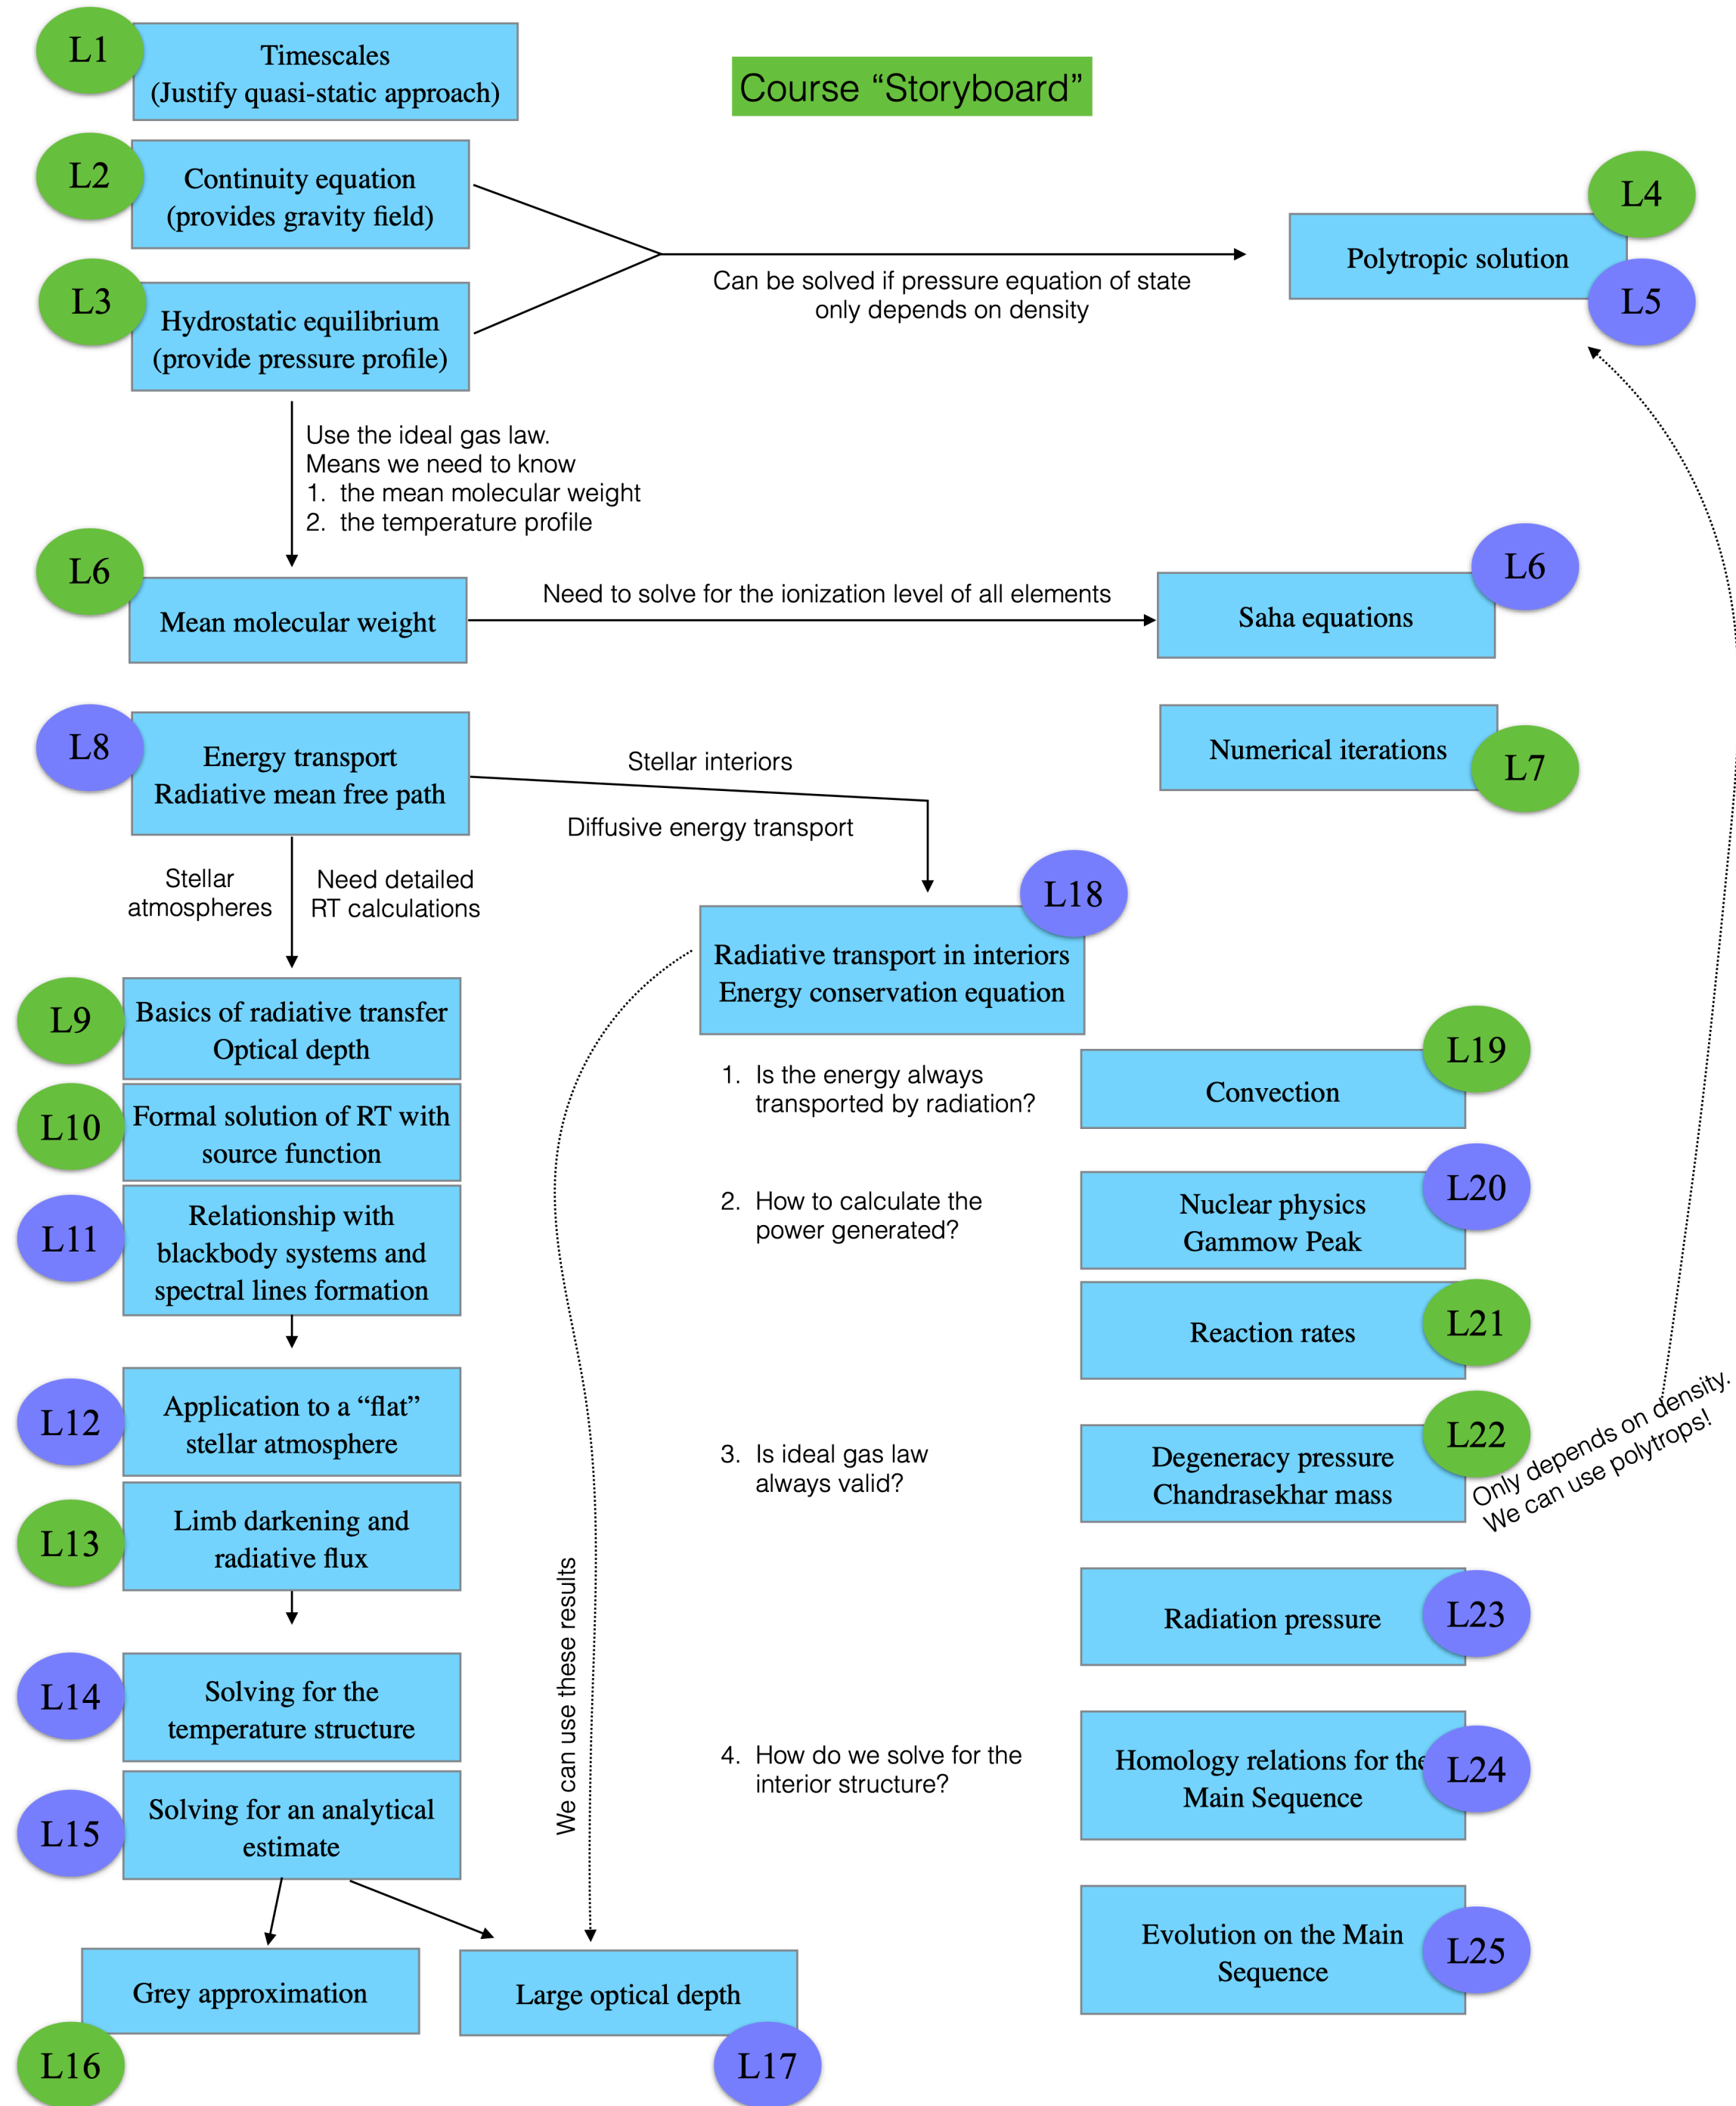 L1
Timescales
(Justify quasi-static approach)
Course “Storyboard”
L2
Continuity equation
(provides gravity field)
L3
Hydrostatic equilibrium
(provide pressure profile)
Can be solved if pressure equation of state
only depends on density
L4
Polytropic solution
L5
Use the ideal gas law.
Means we need to know
1. the mean molecular weight
2. the temperature profile
L6
Mean molecular weight
Need to solve for the ionization level of all elements
L6
Saha equations
Numerical iterations
L7
L8
Energy transport
Radiative mean free path
Stellar interiors
Diffusive energy transport
Stellar
atmospheres
Need detailed
RT calculations
L18
Radiative transport in interiors
Energy conservation equation
L9
Basics of radiative transfer
Optical depth
L10
Formal solution of RT with
source function
L11
Relationship with
blackbody systems and
spectral lines formation
L12
Application to a “flat”
stellar atmosphere
L13
Limb darkening and
radiative flux
L14
Solving for the
temperature structure
L15
Solving for an analytical
estimate
Grey approximation
L16
Large optical depth
L17
We can use these results
1. Is the energy always
transported by radiation?
L19
Convection
2. How to calculate the
power generated?
L20
Nuclear physics
Gammow Peak
L21
Reaction rates
3. Is ideal gas law
always valid?
L22
Degeneracy pressure
Chandrasekhar mass
Only depends on density.
We can use polytrops!
L23
Radiation pressure
4. How do we solve for the
interior structure?
Homology relations for the
Main Sequence
L24
Evolution on the Main
Sequence
L25